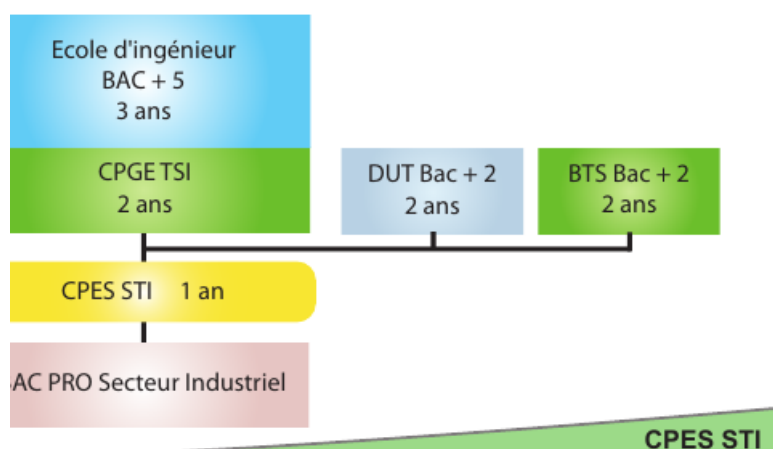 Ecole d'ingénieur
BAC + 5
3 ans
CPGE TSI
2 ans
DUT Bac + 2
2 ans
BTS Bac + 2
2 ans
CPES STI 1 an
AC PRO Secteur Industriel
CPES STI